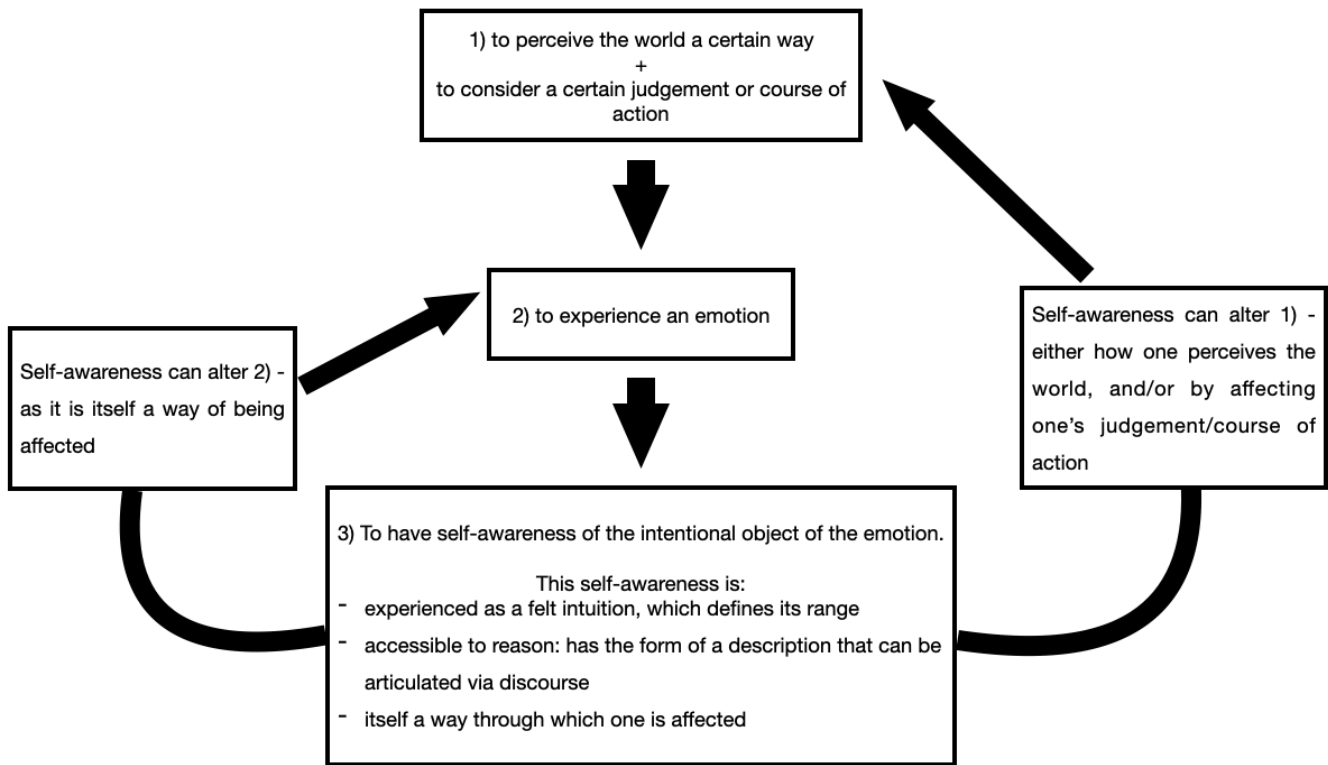 1) to perceive the world a certain way
+
to consider a certain judgement or course of
action
2) to experience an emotion
Self-awareness can alter 2) -
as it is itself a way of being
affected
Self-awareness can alter 1) -
either how one perceives the
world, and/or by affecting
one's judgement/course of
action
3) To have self-awareness of the intentional object of the emotion.
This self-awareness is:
- experienced as a felt intuition, which defines its range
- accessible to reason: has the form of a description that can be
articulated via discourse
- itself a way through which one is affected